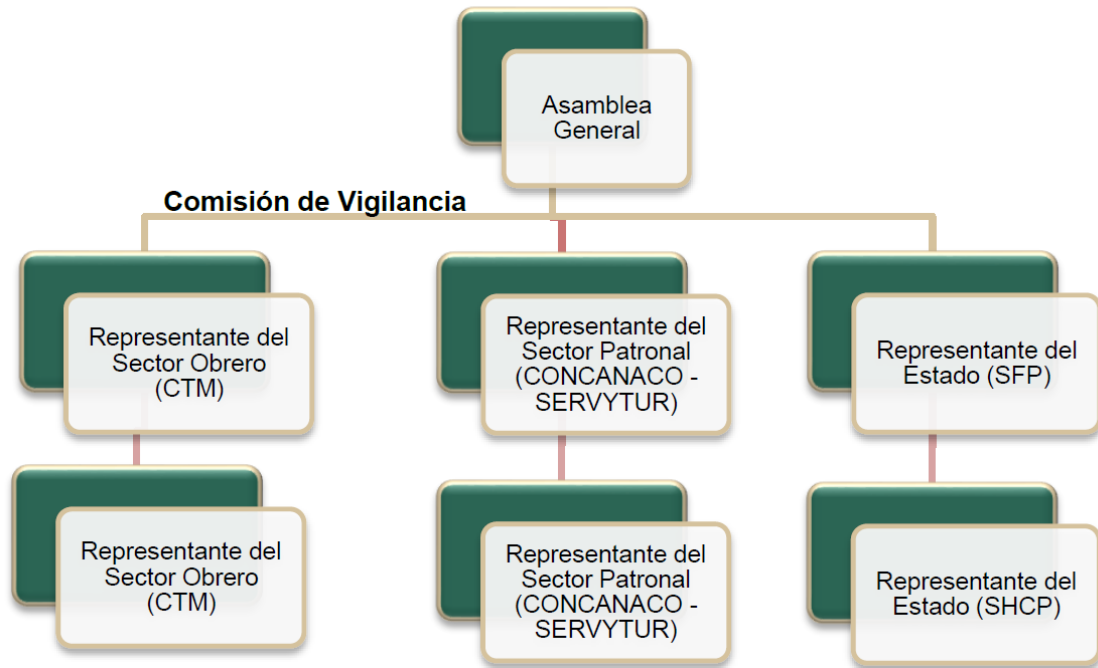 Asamblea
General
Comisión de Vigilancia
Representante del
Sector Obrero
(CTM)
Representante del
Sector Patronal
(CONCANACO -
SERVYTUR)
Representante del
Estado (SFP)
Representante del
Sector Obrero
(CTM)
Representante del
Sector Patronal
(CONCANACO -
SERVYTUR)
Representante del
Estado (SHCP)